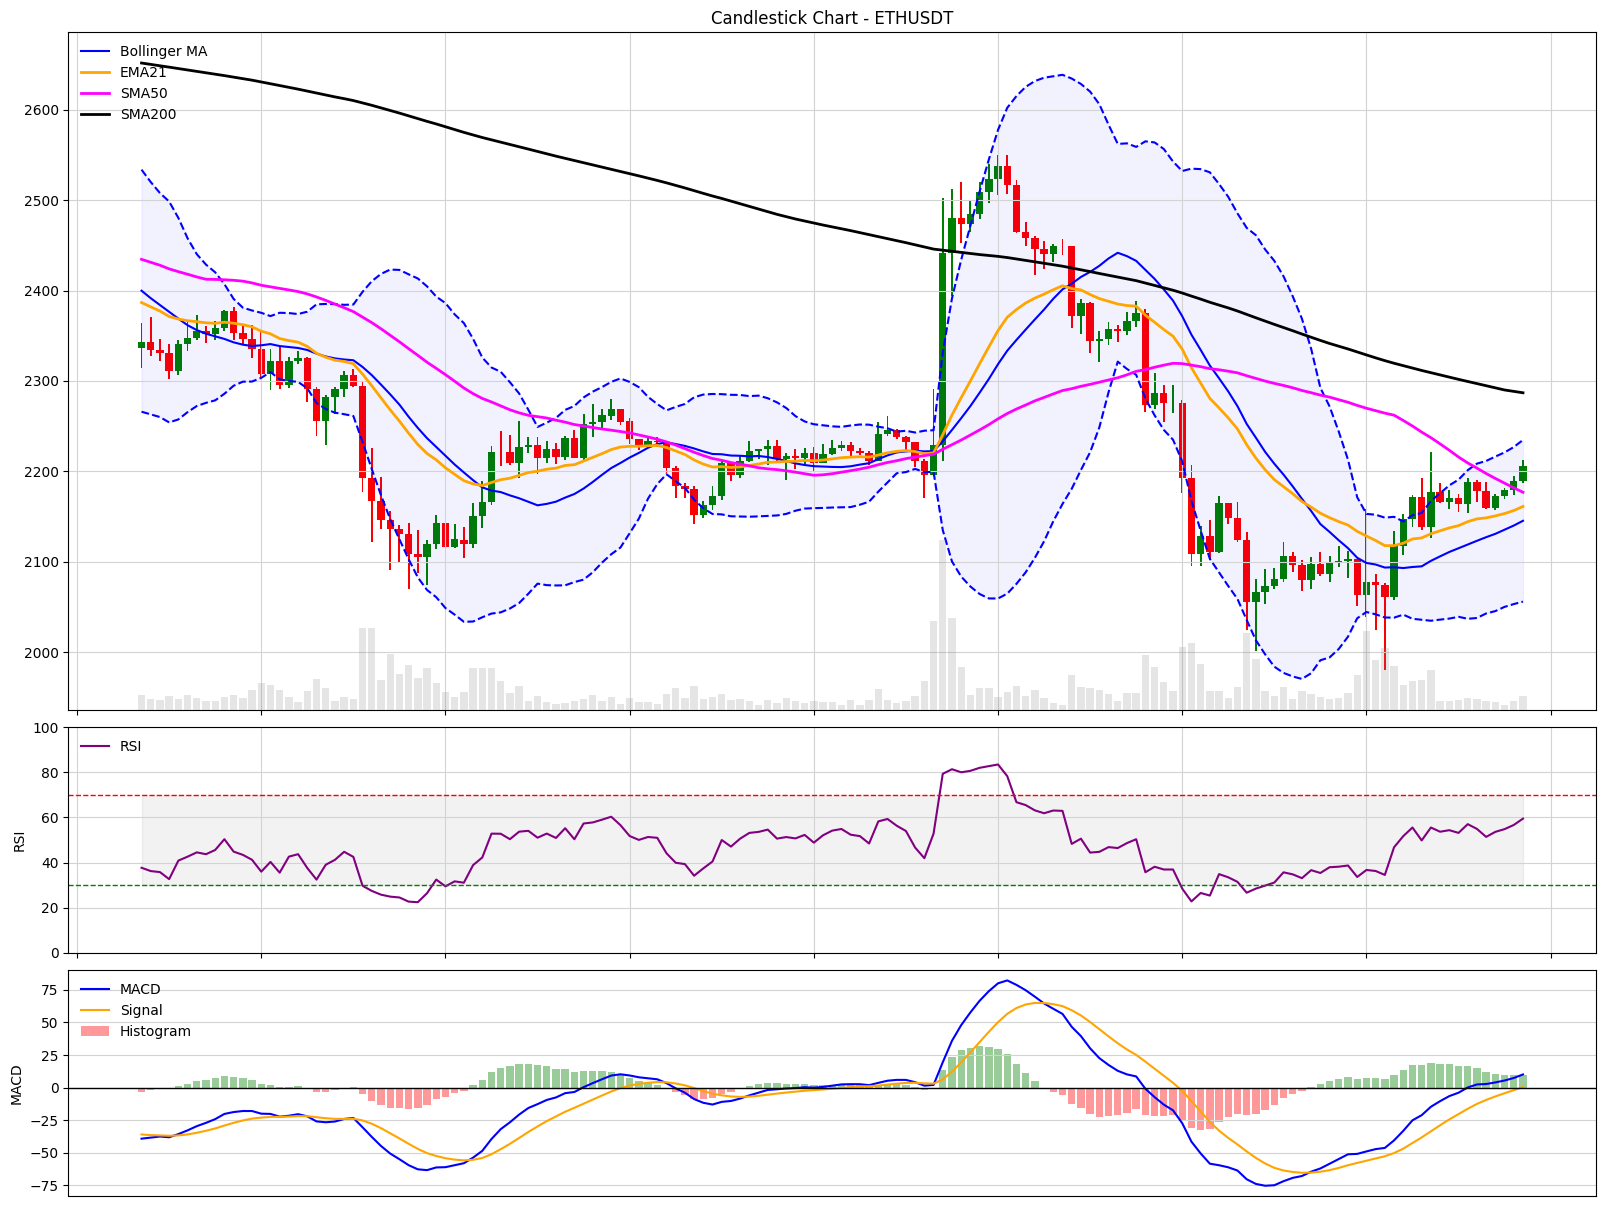 Candlestick Chart - ETHUSDT
Bollinger MA
EMA21
SMA50
SMA200
2600
2500
2400
2300
2200
2100
2000
RSI
100
80
60
40
20
0
RSI
MACD
Signal
Histogram
75
50
25
0
−25
−50
−75
MACD